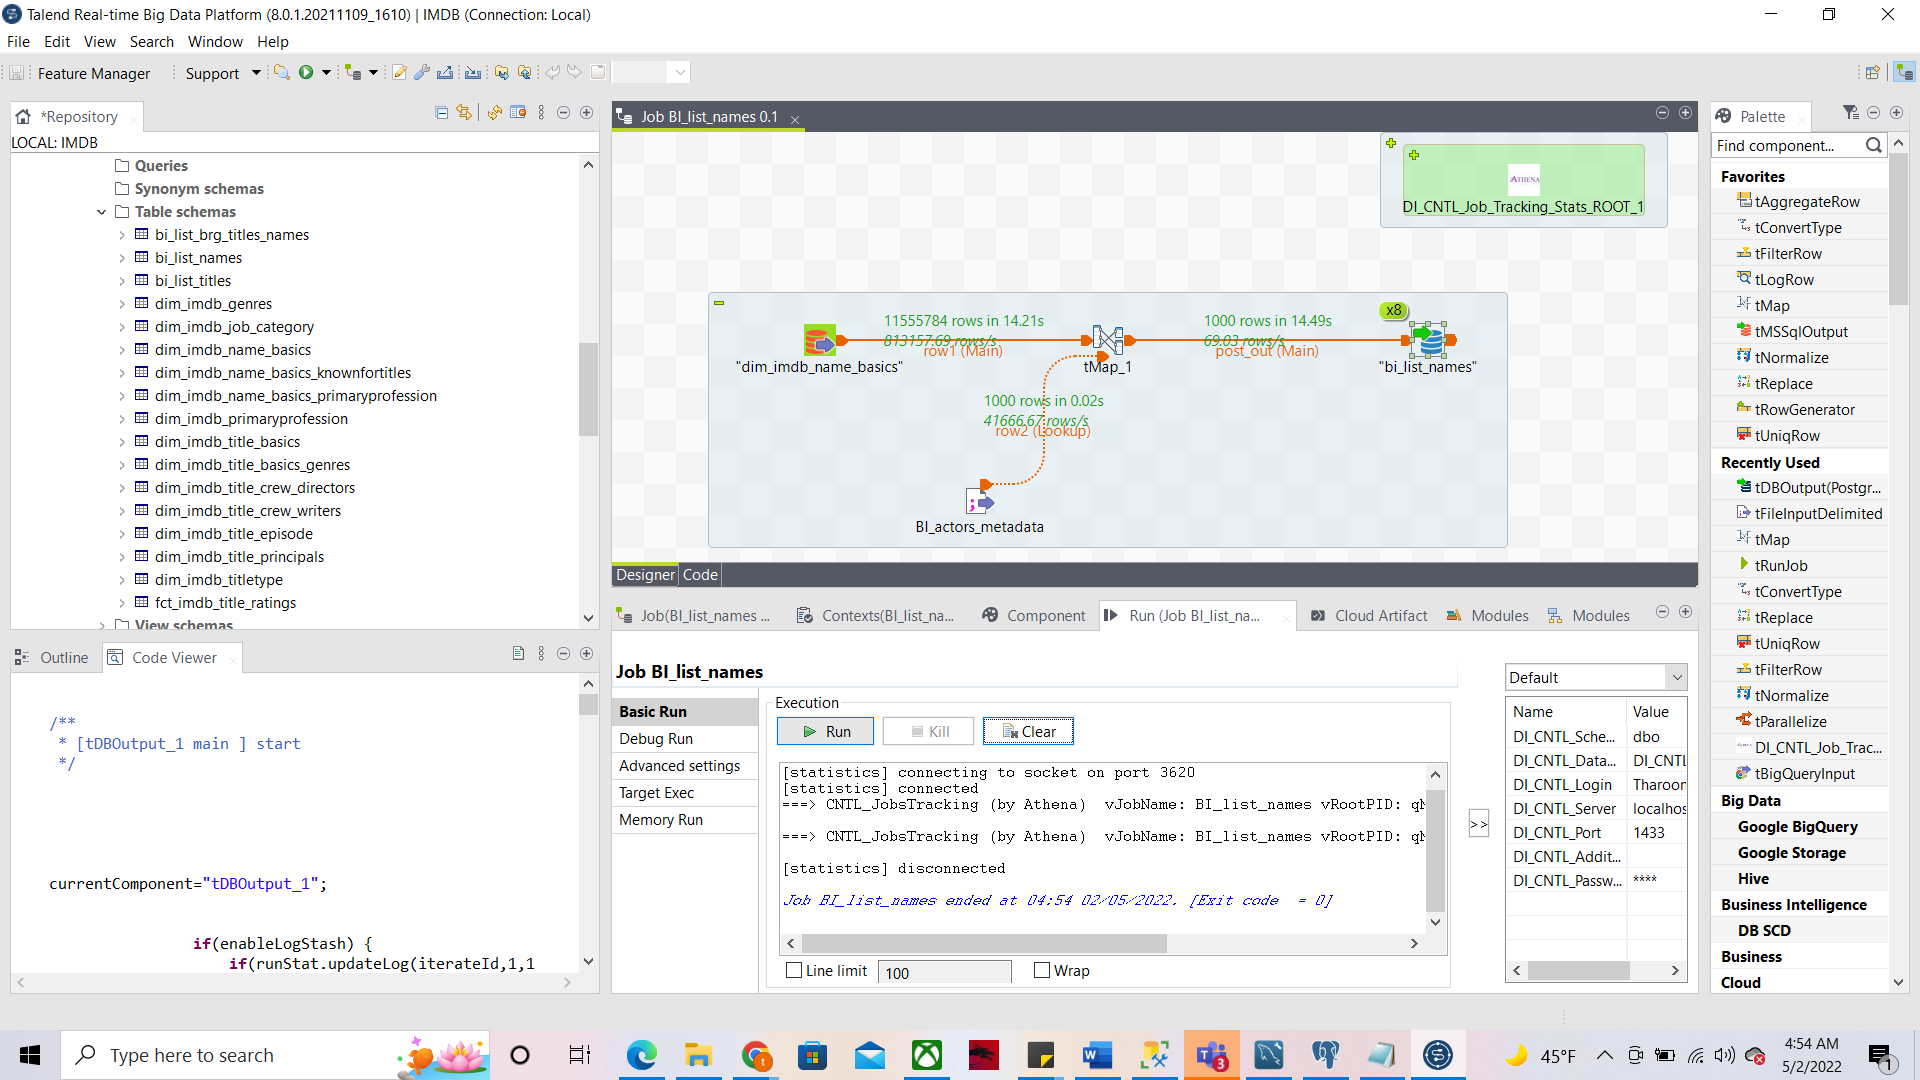 Talend Real-time Big Data Platform (8.0.1.20211109_1610) | IMDB (Connection: Local)
File Edit View Search Window Help
Feature Manager Support
*Repository
LOCAL: IMDB
Queries
Synonym schemas
Table schemas
bi_list_brg_titles_names
bi_list_names
bi_list_titles
dim_imdb_genres
dim_imdb_job_category
dim_imdb_name_basics
dim_imdb_name_basics_knownfortitles
dim_imdb_name_basics_primaryprofession
dim_imdb_primaryprofession
dim_imdb_title_basics
dim_imdb_title_basics_genres
dim_imdb_title_crew_directors
dim_imdb_title_crew_writers
dim_imdb_title_episode
dim_imdb_title_principals
dim_imdb_titletype
fct_imdb_title_ratings
View schemas
Outline Code Viewer
/**
* [tDBOutput_1 main ] start
*/
currentComponent="tDBOutput_1";
if(enableLogStash) {
if(runStat.updateLog(iterateId,1,1
Job BI_list_names 0.1
ATHENA
DI_CNTL_Job_Tracking_Stats_ROOT_1
x8
11555784 rows in 14.21s
813157.69 rows/s
row1 (Main)
1000 rows in 14.49s
69.03 rows/s
post_out (Main)
"dim_imdb_name_basics"
tMap_1
"bi_list_names"
1000 rows in 0.02s
41666.67 rows/s
row2 (Lookup)
BI_actors_metadata
Designer Code
Job(BI_list_names ... Contexts(BI_list_na... Component Run (Job BI_list_na... Cloud Artifact Modules Modules
Job BI_list_names
Basic Run
Debug Run
Advanced settings
Target Exec
Memory Run
Execution
Run Kill Clear
[statistics] connecting to socket on port 3620
[statistics] connected
===> CNTL_JobsTracking (by Athena) vJobName: BI_list_names vRootPID: qN
===> CNTL_JobsTracking (by Athena) vJobName: BI_list_names vRootPID: qN
[statistics] disconnected
Job BI_list_names ended at 04:54 02/05/2022. [Exit code = 0]
Line limit 100 Wrap
>>
Default
Name Value
DI_CNTL_Sche... dbo
DI_CNTL_Data... DI_CNTL
DI_CNTL_Login Tharoon
DI_CNTL_Server localhos
DI_CNTL_Port 1433
DI_CNTL_Addit...
DI_CNTL_Passw... ****
Palette
Find component...
Favorites
tAggregateRow
tConvertType
tFilterRow
tLogRow
tMap
tMSSqlOutput
tNormalize
tReplace
tRowGenerator
tUniqRow
Recently Used
tDBOutput(Postgr...
tFileInputDelimited
tMap
tRunJob
tConvertType
tReplace
tUniqRow
tFilterRow
tNormalize
tParallelize
DI_CNTL_Job_Trac...
tBigQueryInput
Big Data
Google BigQuery
Google Storage
Hive
Business Intelligence
DB SCD
Business
Cloud
Type here to search
3
45°F
4:54 AM
5/2/2022
1